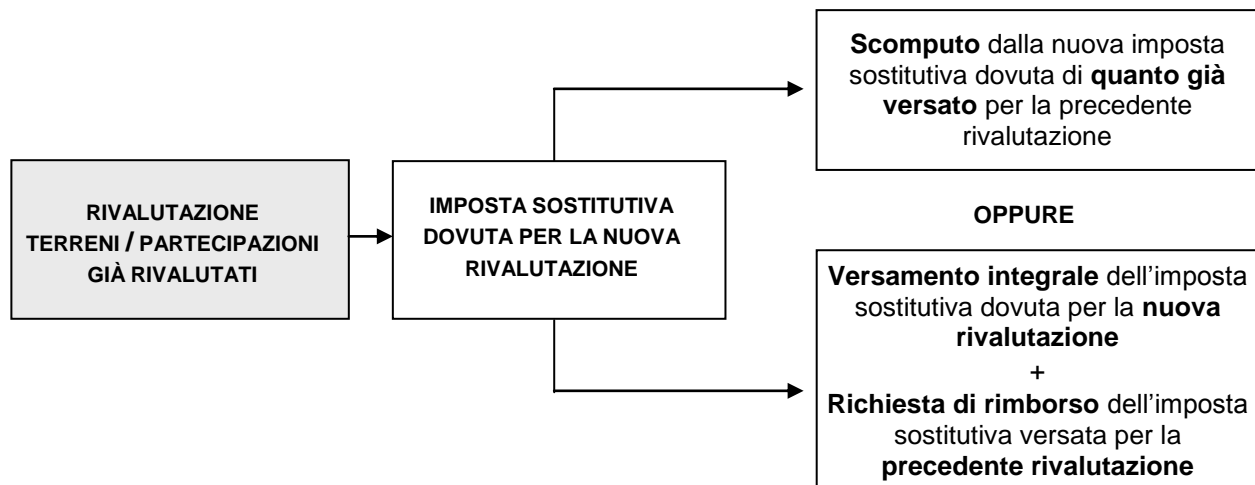 RIVALUTAZIONE
TERRENI / PARTECIPAZIONI
GIÀ RIVALUTATI
IMPOSTA SOSTITUTIVA
DOVUTA PER LA NUOVA
RIVALUTAZIONE
Scomputo dalla nuova imposta
sostitutiva dovuta di quanto già
versato per la precedente
rivalutazione
OPPURE
Versamento integrale dell’imposta
sostitutiva dovuta per la nuova
rivalutazione
+
Richiesta di rimborso dell’imposta
sostitutiva versata per la
precedente rivalutazione